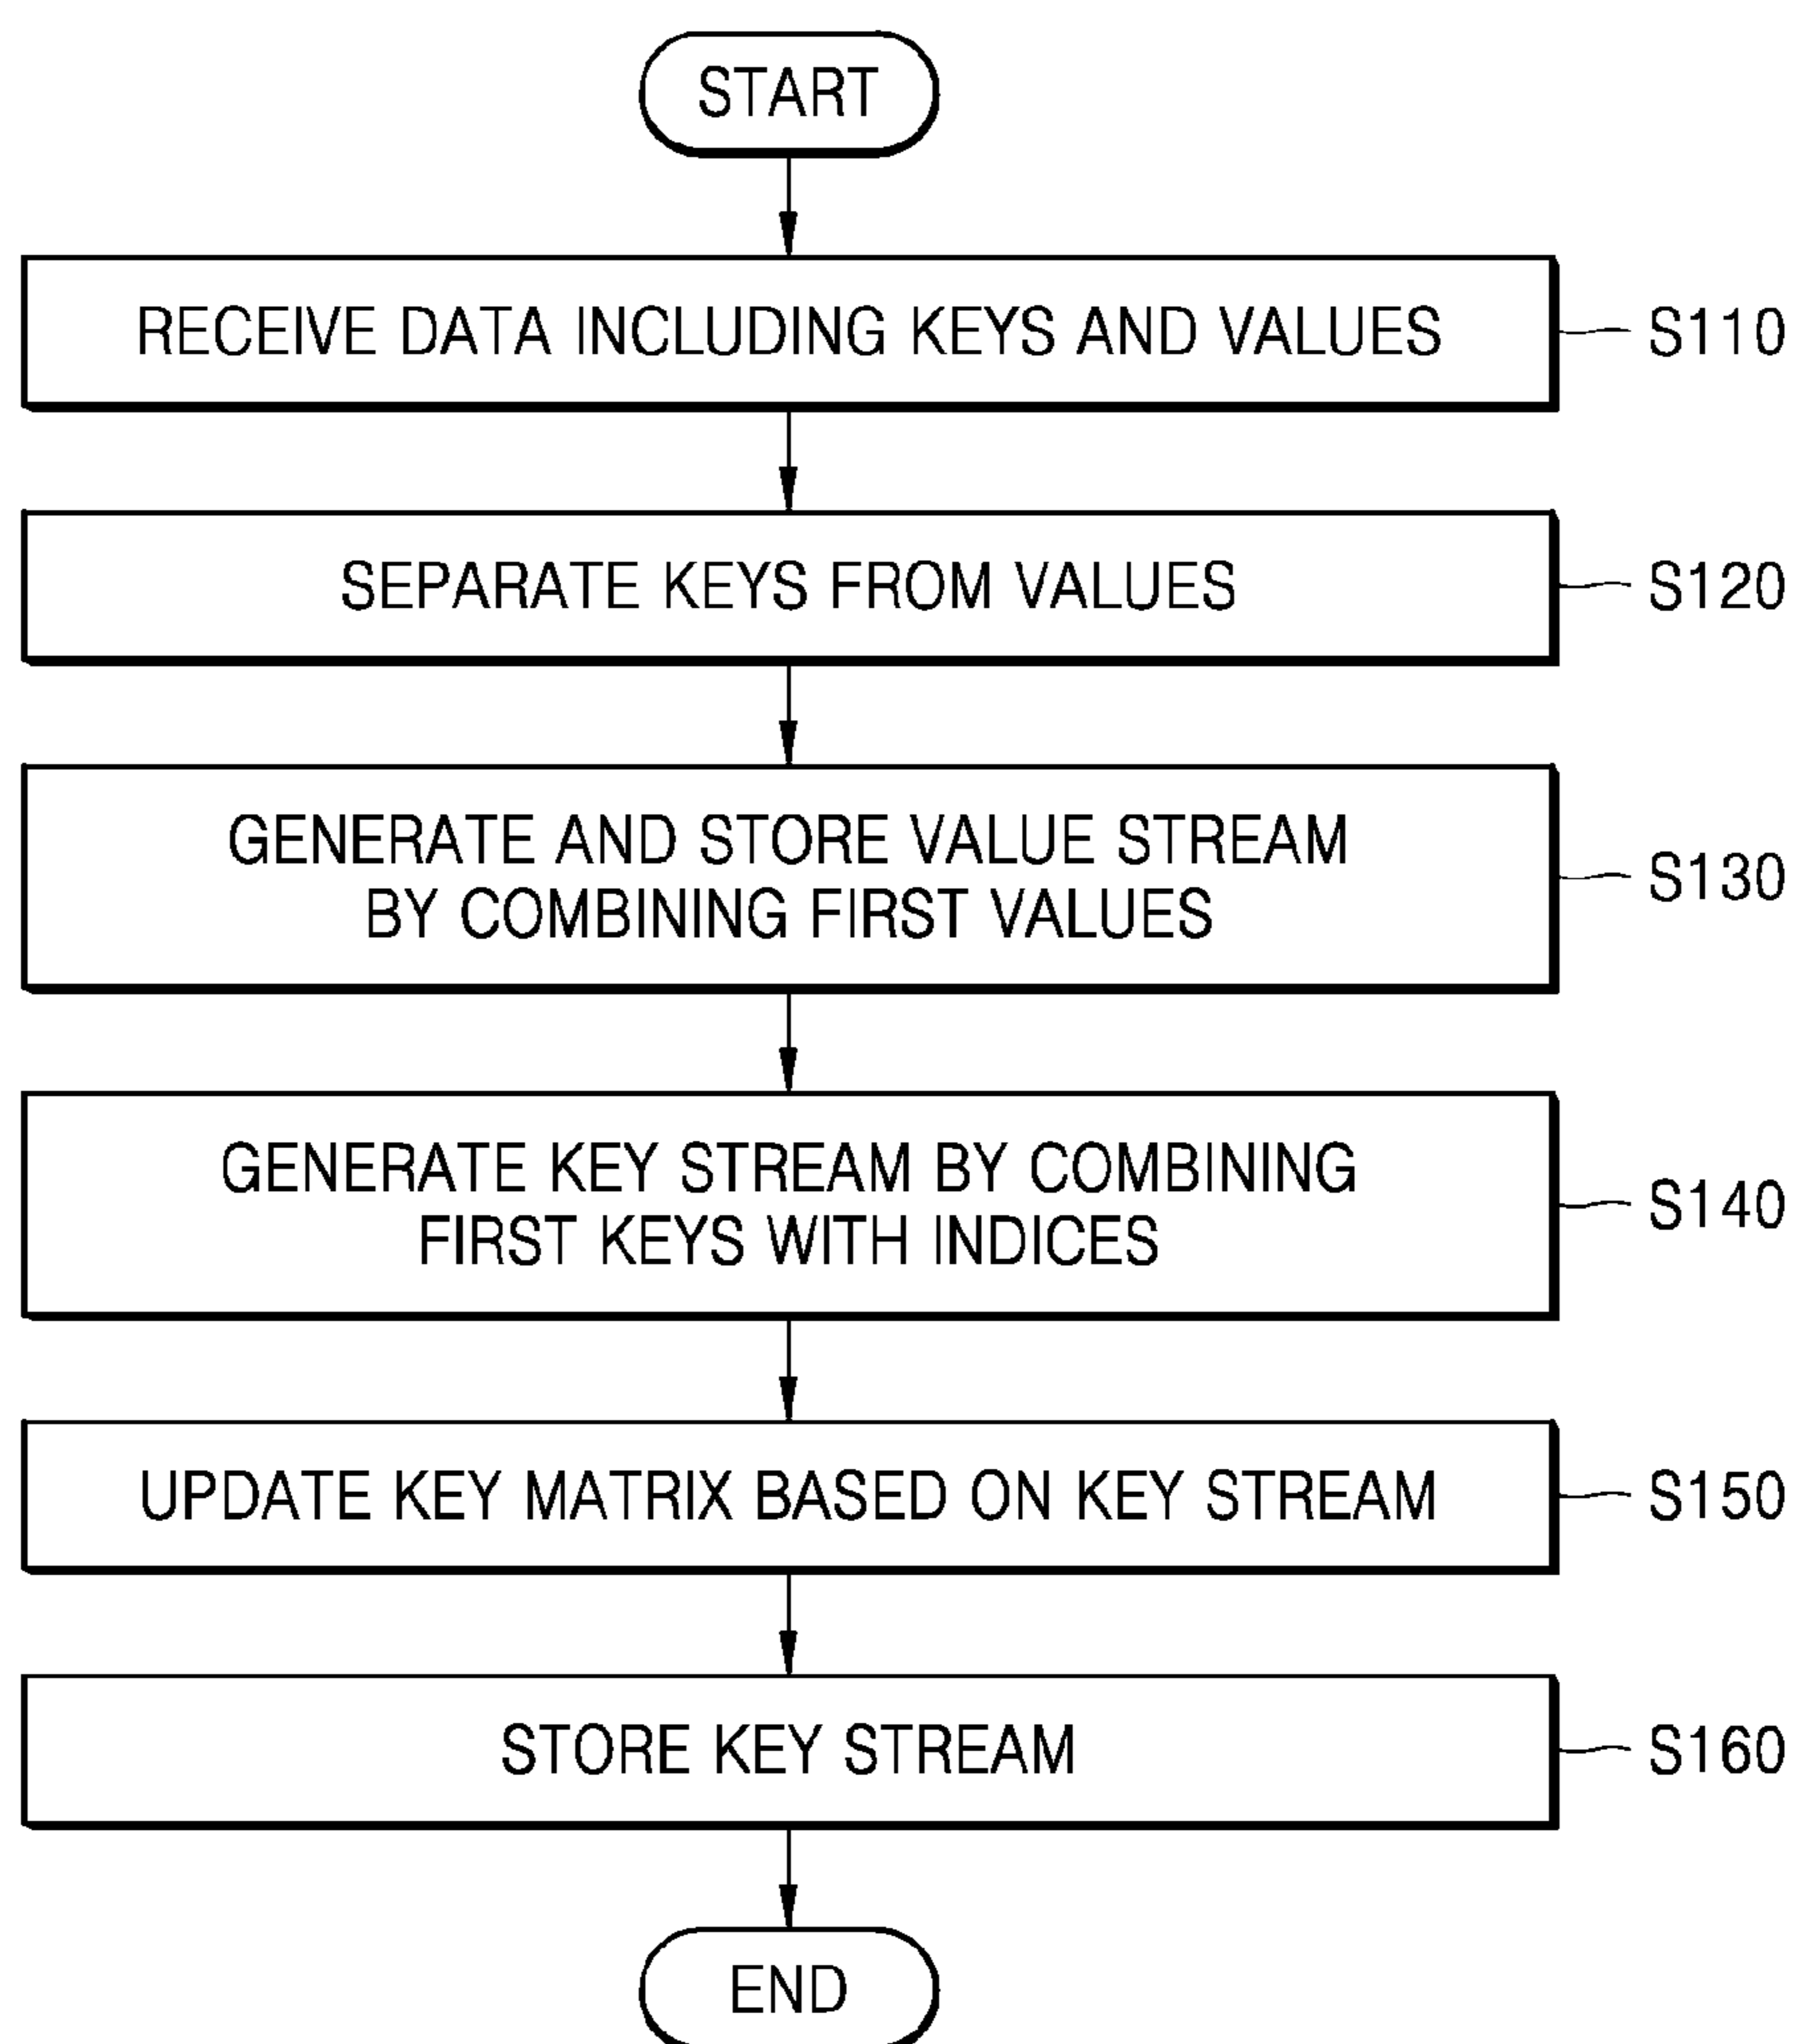 START
RECEIVE DATA INCLUDING KEYS AND VALUES
S110
SEPARATE KEYS FROM VALUES
S120
GENERATE AND STORE VALUE STREAM
BY COMBINING FIRST VALUES
S130
GENERATE KEY STREAM BY COMBINING
FIRST KEYS WITH INDICES
S140
UPDATE KEY MATRIX BASED ON KEY STREAM
S150
STORE KEY STREAM
S160
END